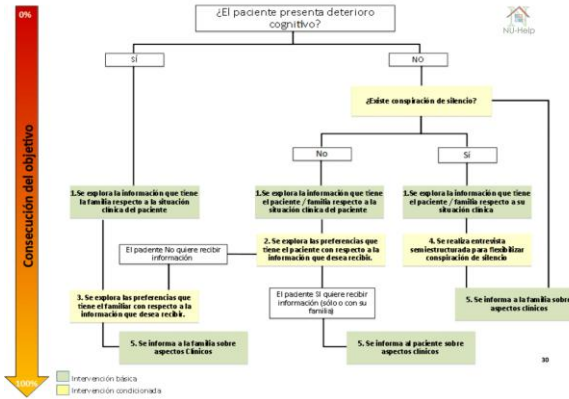 0%
¿El paciente presenta deterioro
cognitivo?
NU-Help
SÍ
NO
¿Existe conspiración de silencio?
No
Sí
Consecución del objetivo
1.Se explora la información que tiene
la familia respecto a la situación
clínica del paciente
1.Se explora la información que tiene
el paciente / familia respecto a la
situación clínica del paciente
1.Se explora la información que tiene
el paciente / familia respecto a su
situación clínica
El paciente No quiere recibir
información
2. Se explora las preferencias que
tiene el paciente con respecto a la
información que desea recibir.
4. Se realiza entrevista
semiestructurada para flexibilizar
conspiración de silencio
3. Se explora las preferencias que
tiene el familiar con respecto a la
información que desea recibir.
El paciente SI quiere recibir
información (sólo o con su
familia)
5. Se informa a la familia sobre
aspectos clínicos
5. Se informa a la familia sobre
aspectos Clínicos
5. Se informa al paciente sobre
aspectos clínicos
30
100%
Intervención básica
Intervención condicionada